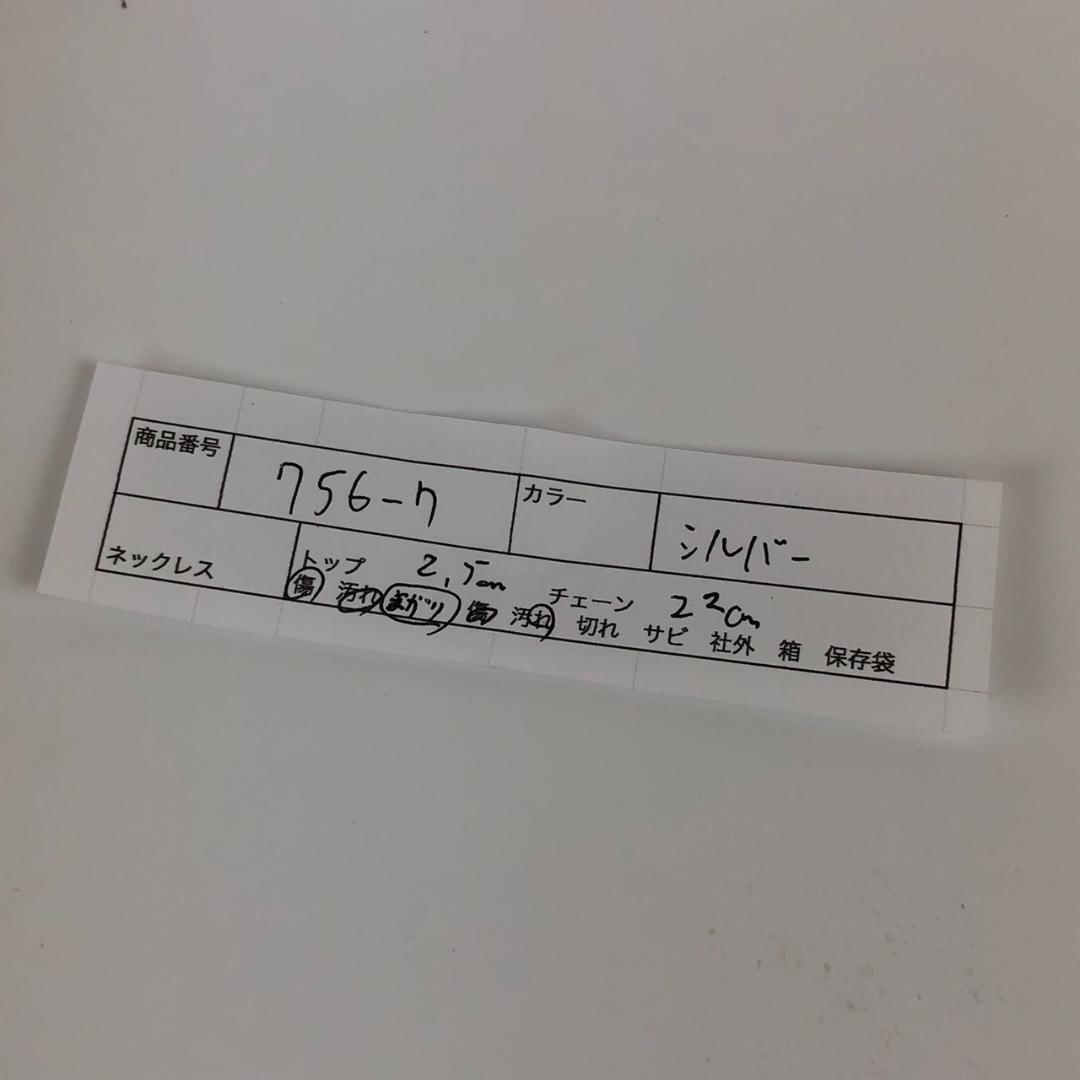 商品番号 756-7 カラー シルバー
ネックレス トップ 2,5cm チェーン 22cm
傷 汚れ まがり 傷 汚れ 切れ サビ 社外 箱 保存袋